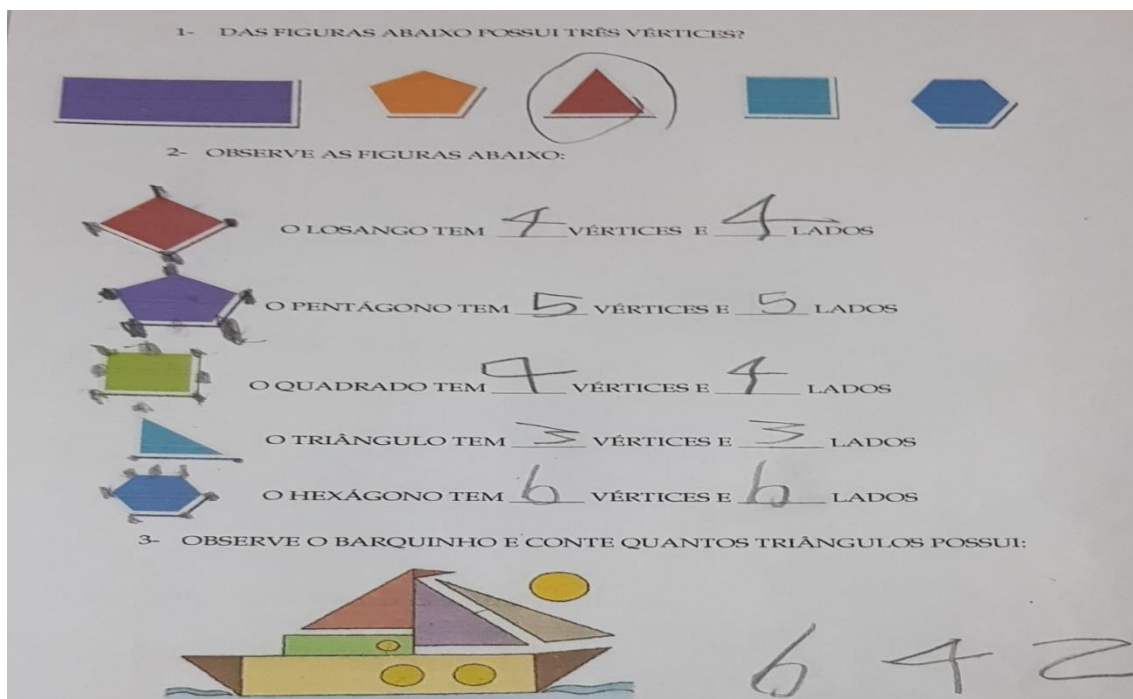 1- DAS FIGURAS ABAIXO POSSUI TRÊS VÉRTICES?
2- OBSERVE AS FIGURAS ABAIXO:
O LOSANGO TEM 4 VÉRTICES E 4 LADOS
O PENTÁGONO TEM 5 VÉRTICES E 5 LADOS
O QUADRADO TEM 4 VÉRTICES E 4 LADOS
O TRIÂNGULO TEM 3 VÉRTICES E 3 LADOS
O HEXÁGONO TEM 6 VÉRTICES E 6 LADOS
3- OBSERVE O BARQUINHO E CONTE QUANTOS TRIÂNGULOS POSSUI:
6 4 2